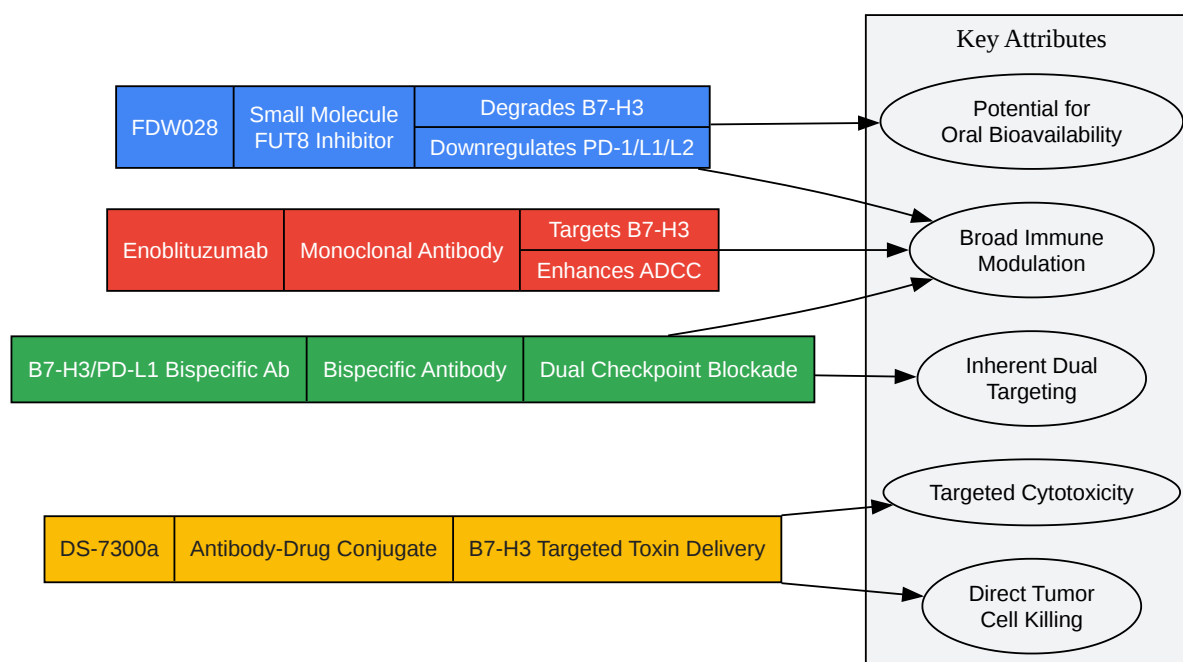 Key Attributes
FDW028
Small Molecule
FUT8 Inhibitor
Degrades B7-H3
Downregulates PD-1/L1/L2
Potential for
Oral Bioavailability
Enoblituzumab
Monoclonal Antibody
Targets B7-H3
Enhances ADCC
Broad Immune
Modulation
B7-H3/PD-L1 Bispecific Ab
Bispecific Antibody
Dual Checkpoint Blockade
Inherent Dual
Targeting
Targeted Cytotoxicity
DS-7300a
Antibody-Drug Conjugate
B7-H3 Targeted Toxin Delivery
Direct Tumor
Cell Killing